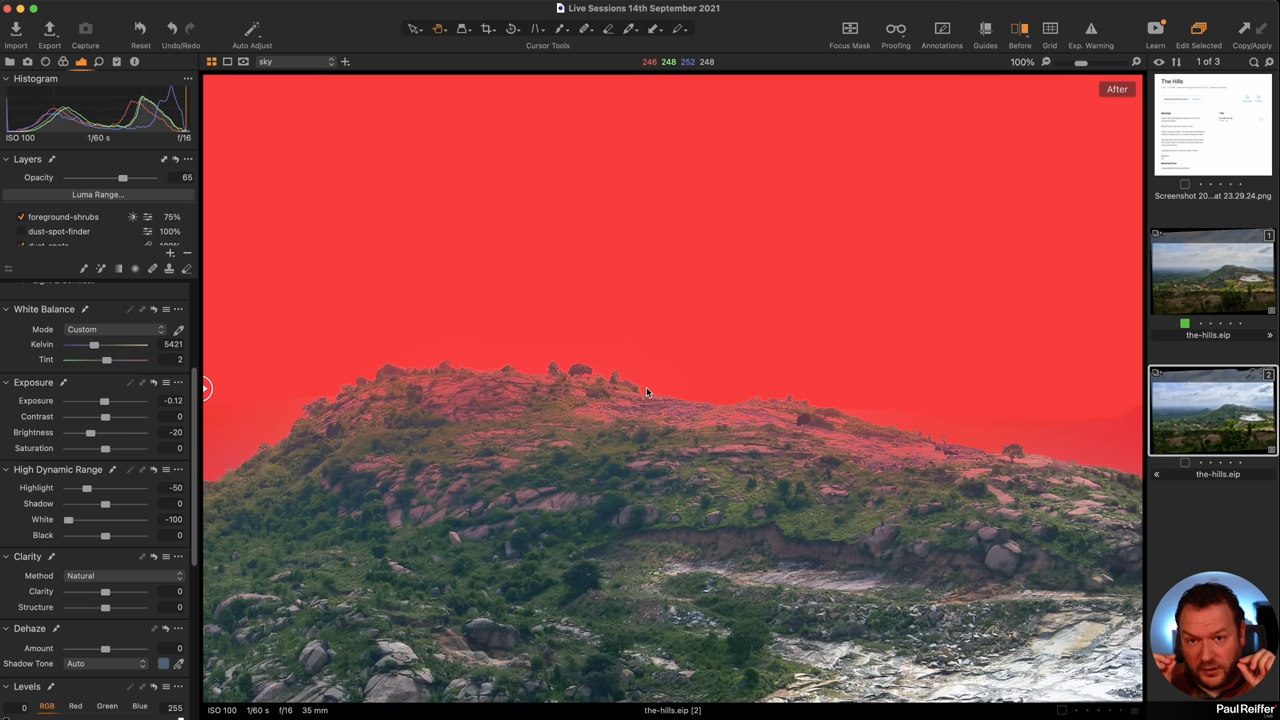 Live Sessions 14th September 2021
Import
Export
Capture
Reset
Undo/Redo
Auto Adjust
Cursor Tools
Focus Mask
Proofing
Annotations
Guides
Before
Grid
Exp. Warning
Learn
Edit Selected
Copy/Apply
sky
246 248 252 248
100%
1 of 3
Histogram
ISO100 1/60 s f/16
Layers
Opacity 65
Luma Range...
foreground-shrubs 75%
dust-spot-finder 100%
White Balance
Mode Custom
Kelvin 5421
Tint 2
Exposure
Exposure -0.12
Contrast 0
Brightness -20
Saturation 0
High Dynamic Range
Highlight -50
Shadow 0
White -100
Black 0
Clarity
Method Natural
Clarity 0
Structure 0
Dehaze
Amount 0
Shadow Tone Auto
Levels
0 RGB Red Green Blue 255
After
ISO 100 1/60 s f/16 35 mm
the-hills.eip [2]
The Hills
Screenshot 20...at 23.29.24.png
1
the-hills.eip
2
the-hills.eip
PaulReiffer
Live